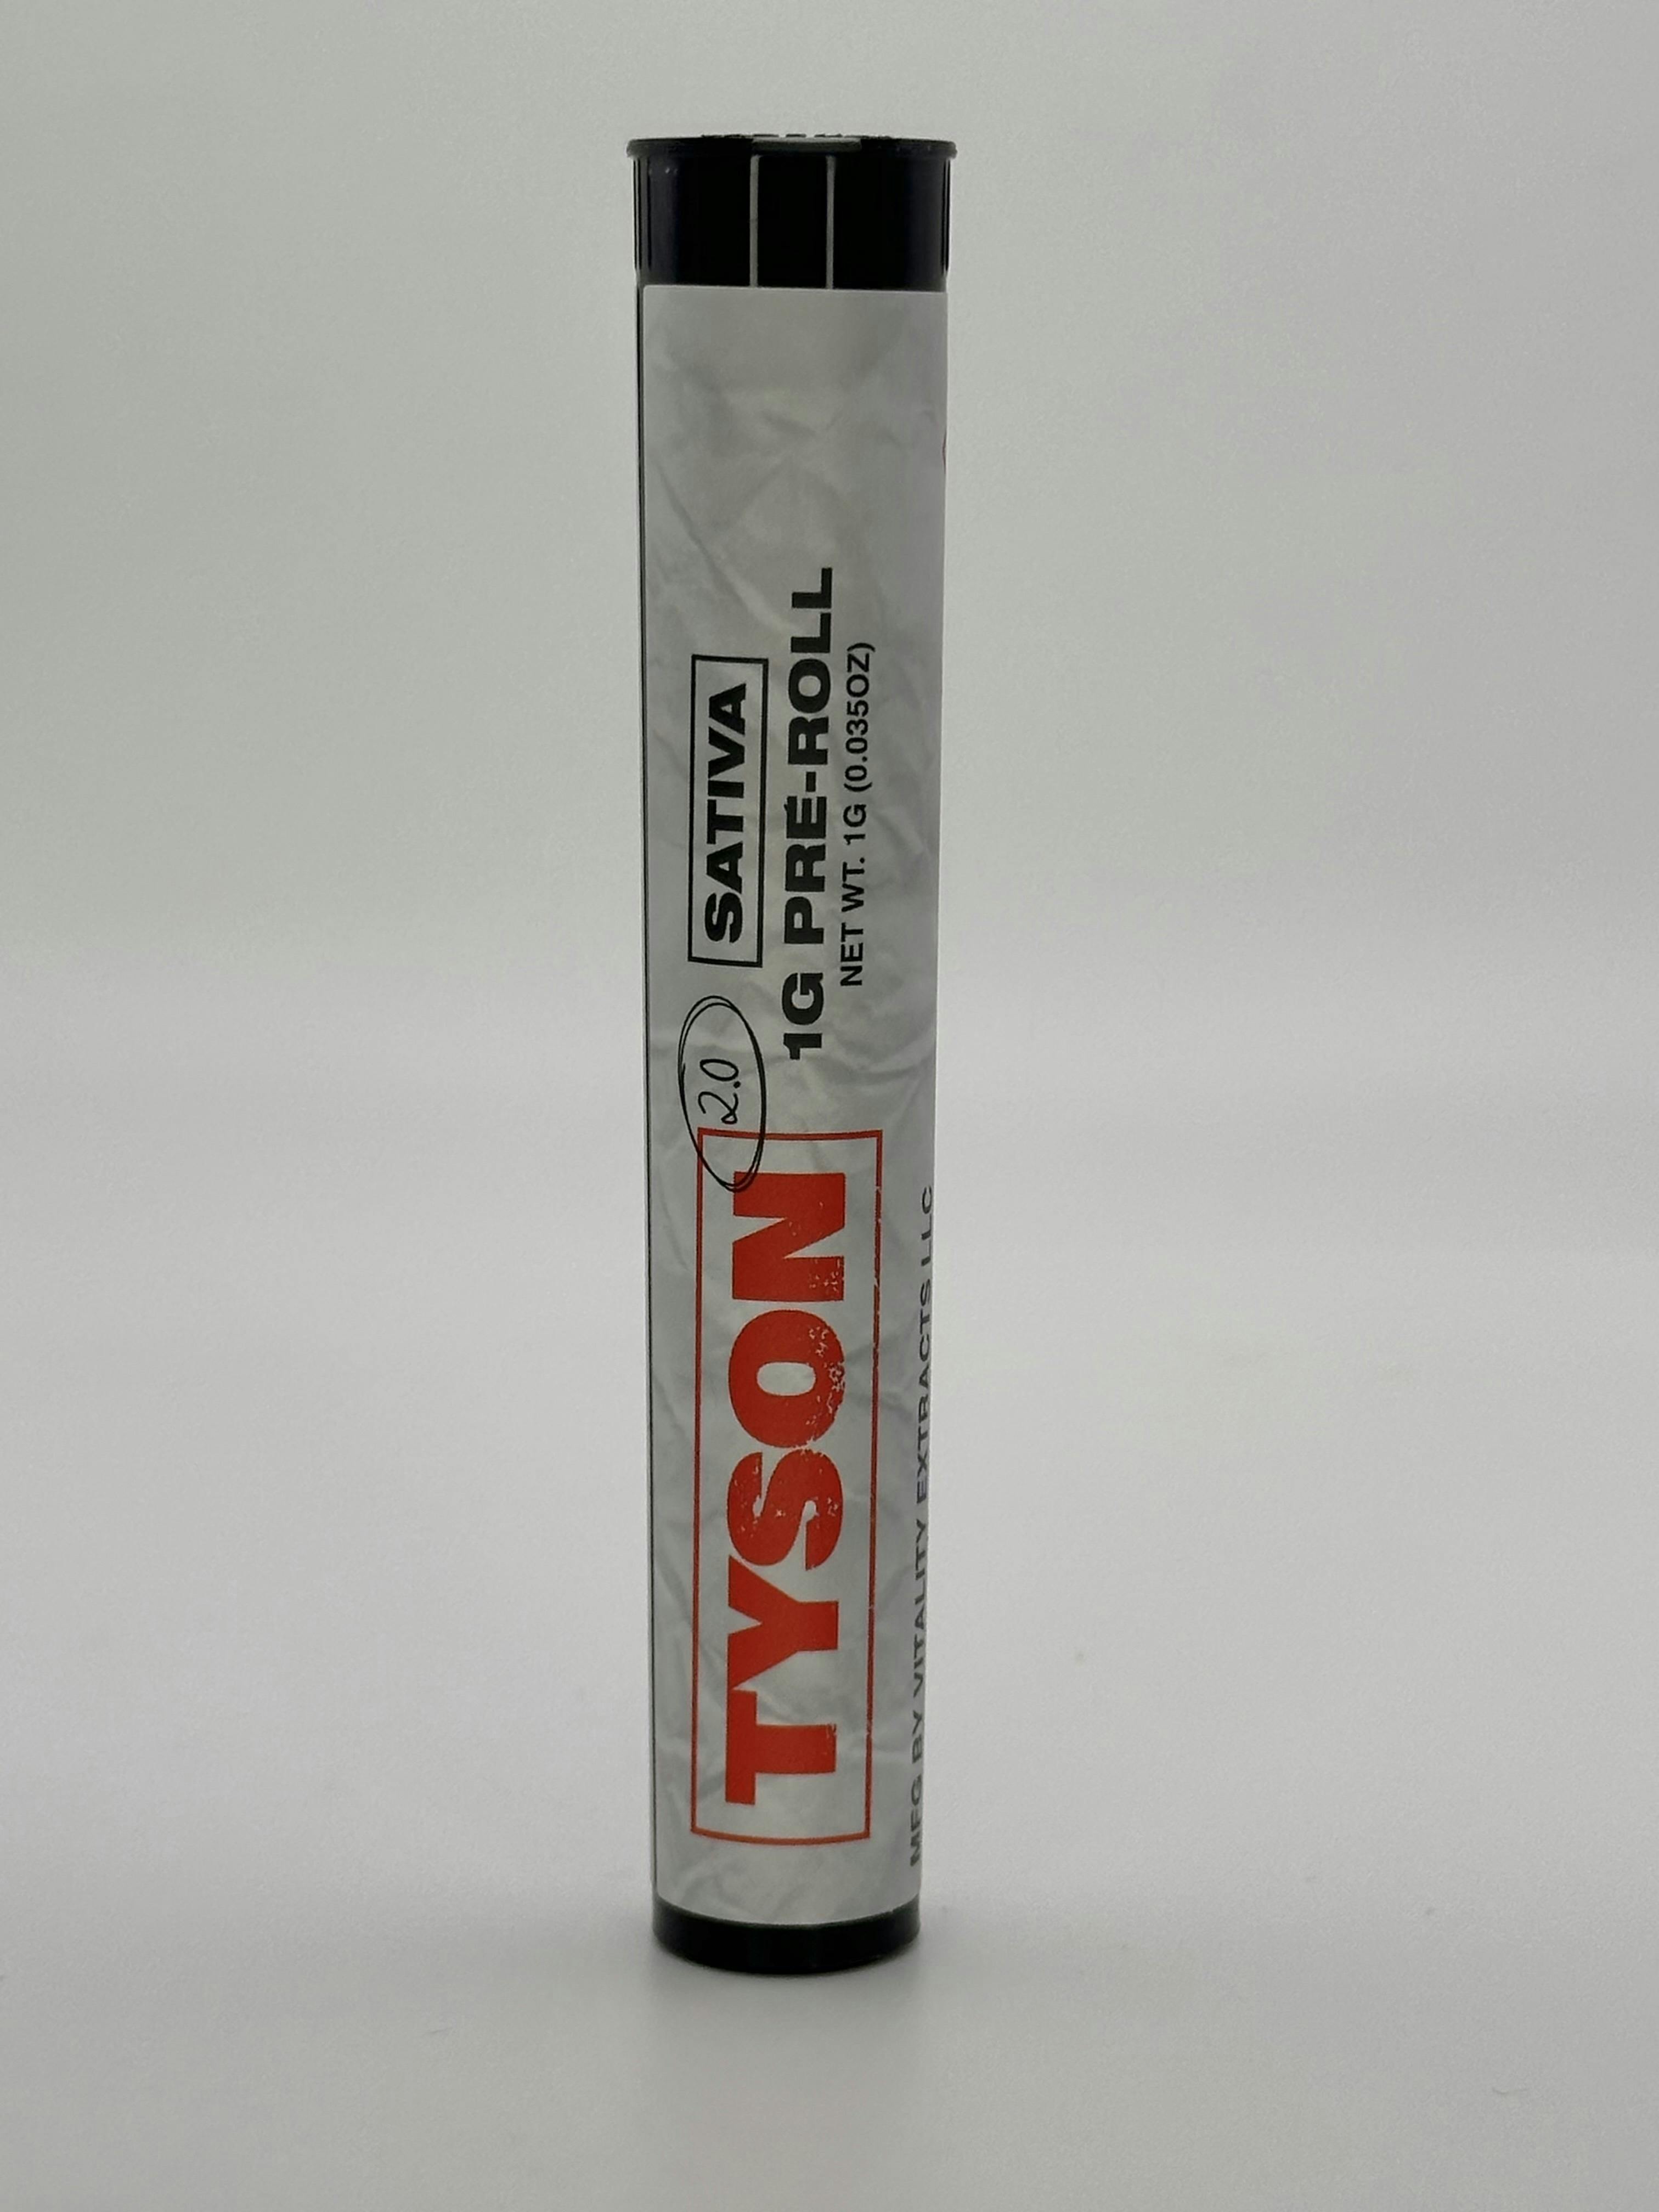 TYSON
2.0
SATIVA
1G PRE-ROLL
NET WT. 1G (0.035OZ)
MFG BY VITALITY EXTRACTS LLC